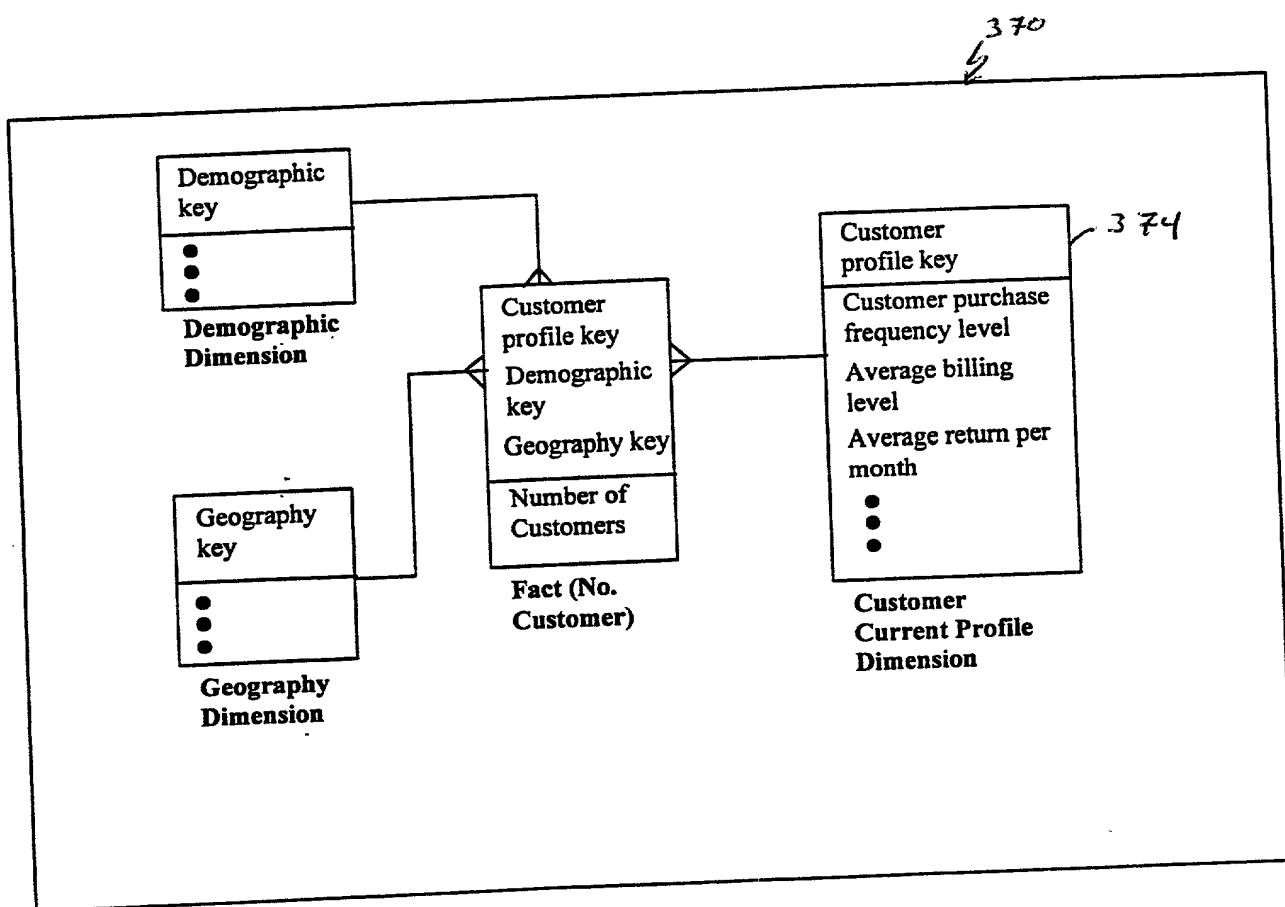 370
Demographic
key
Demographic
Dimension
Geography
key
Geography
Dimension
Customer
profile key
Demographic
key
Geography key
Number of
Customers
Fact (No.
Customer)
374
Customer
profile key
Customer purchase
frequency level
Average billing
level
Average return per
month
Customer
Current Profile
Dimension